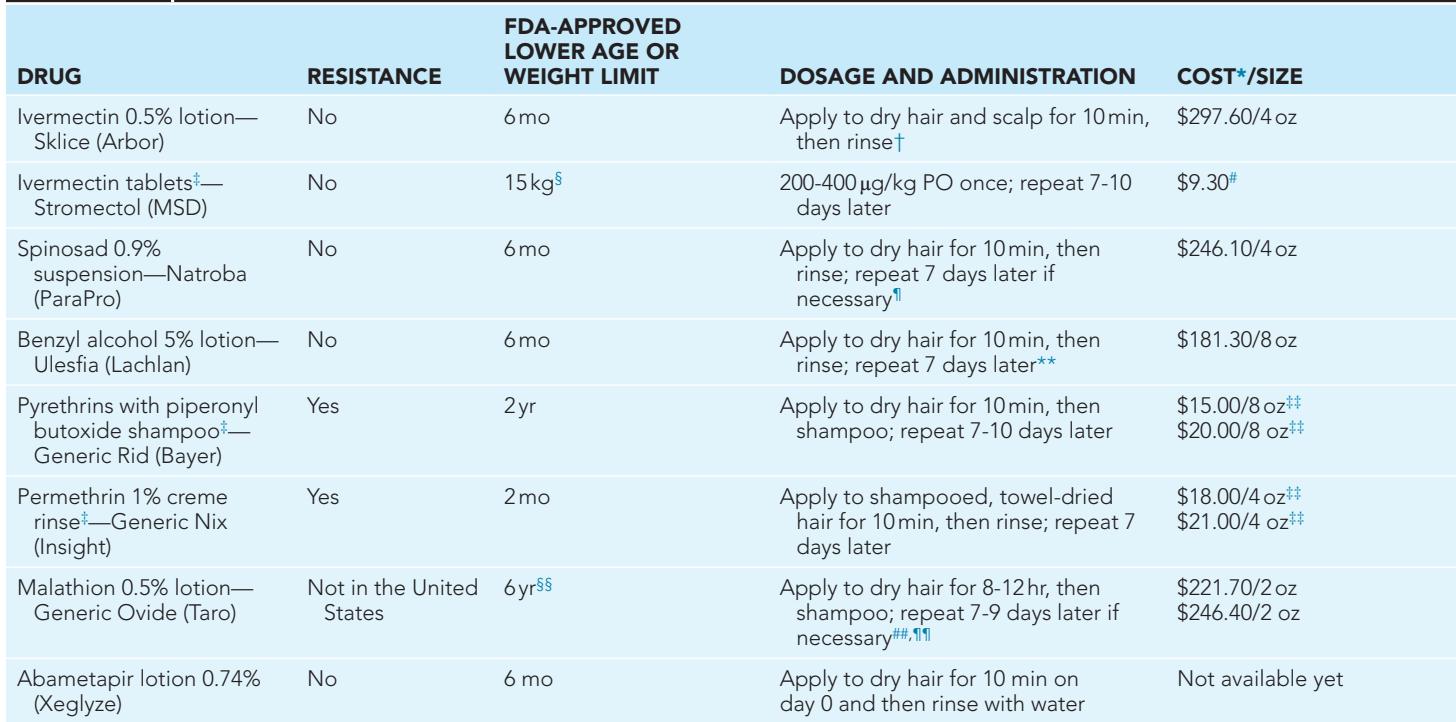 DRUG
RESISTANCE
FDA-APPROVED
LOWER AGE OR
WEIGHT LIMIT
DOSAGE AND ADMINISTRATION
COST*/SIZE
Ivermectin 0.5% lotion—
Sklice (Arbor)
No
6 mo
Apply to dry hair and scalp for 10 min,
then rinse†
$297.60/4 oz
Ivermectin tablets‡—
Stromectol (MSD)
No
15 kg§
200-400 μg/kg PO once; repeat 7-10
days later
$9.30#
Spinosad 0.9%
suspension—Natroba
(ParaPro)
No
6 mo
Apply to dry hair for 10 min, then
rinse; repeat 7 days later if
necessary¶
$246.10/4 oz
Benzyl alcohol 5% lotion—
Ulesfia (Lachlan)
No
6 mo
Apply to dry hair for 10 min, then
rinse; repeat 7 days later**
$181.30/8 oz
Pyrethrins with piperonyl
butoxide shampoo‡—
Generic Rid (Bayer)
Yes
2 yr
Apply to dry hair for 10 min, then
shampoo; repeat 7-10 days later
$15.00/8 oz‡‡
$20.00/8 oz‡‡
Permethrin 1% creme
rinse‡—Generic Nix
(Insight)
Yes
2 mo
Apply to shampooed, towel-dried
hair for 10 min, then rinse; repeat 7
days later
$18.00/4 oz‡‡
$21.00/4 oz‡‡
Malathion 0.5% lotion—
Generic Ovide (Taro)
Not in the United
States
6 yr§§
Apply to dry hair for 8-12 hr, then
shampoo; repeat 7-9 days later if
necessary##,¶¶
$221.70/2 oz
$246.40/2 oz
Abametapir lotion 0.74%
(Xeglyze)
No
6 mo
Apply to dry hair for 10 min on
day 0 and then rinse with water
Not available yet